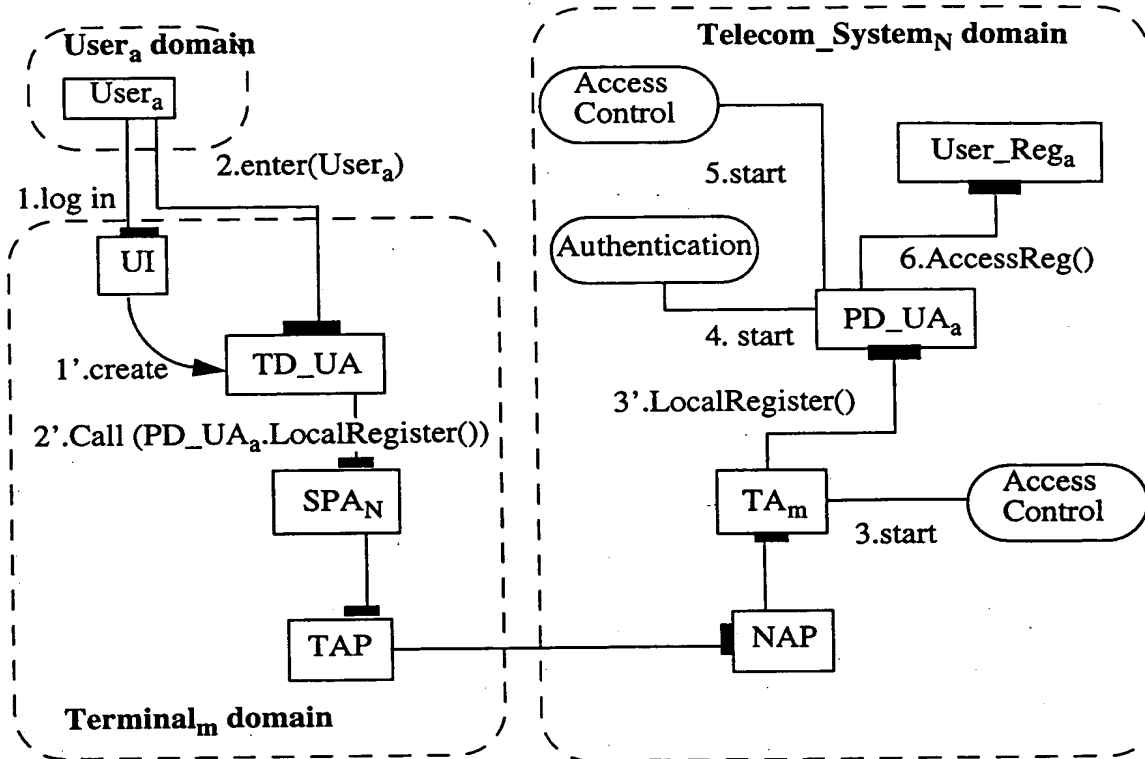 User_a domain
User_a
1.log in
2.enter(User_a)
UI
1'.create
TD_UA
2'.Call (PD_UA_a.LocalRegister())
SPA_N
TAP
Terminal_m domain
Telecom_System_N domain
Access
Control
User_Reg_a
5.start
Authentication
6.AccessReg()
PD_UA_a
4. start
3'.LocalRegister()
TA_m
Access
Control
3.start
NAP